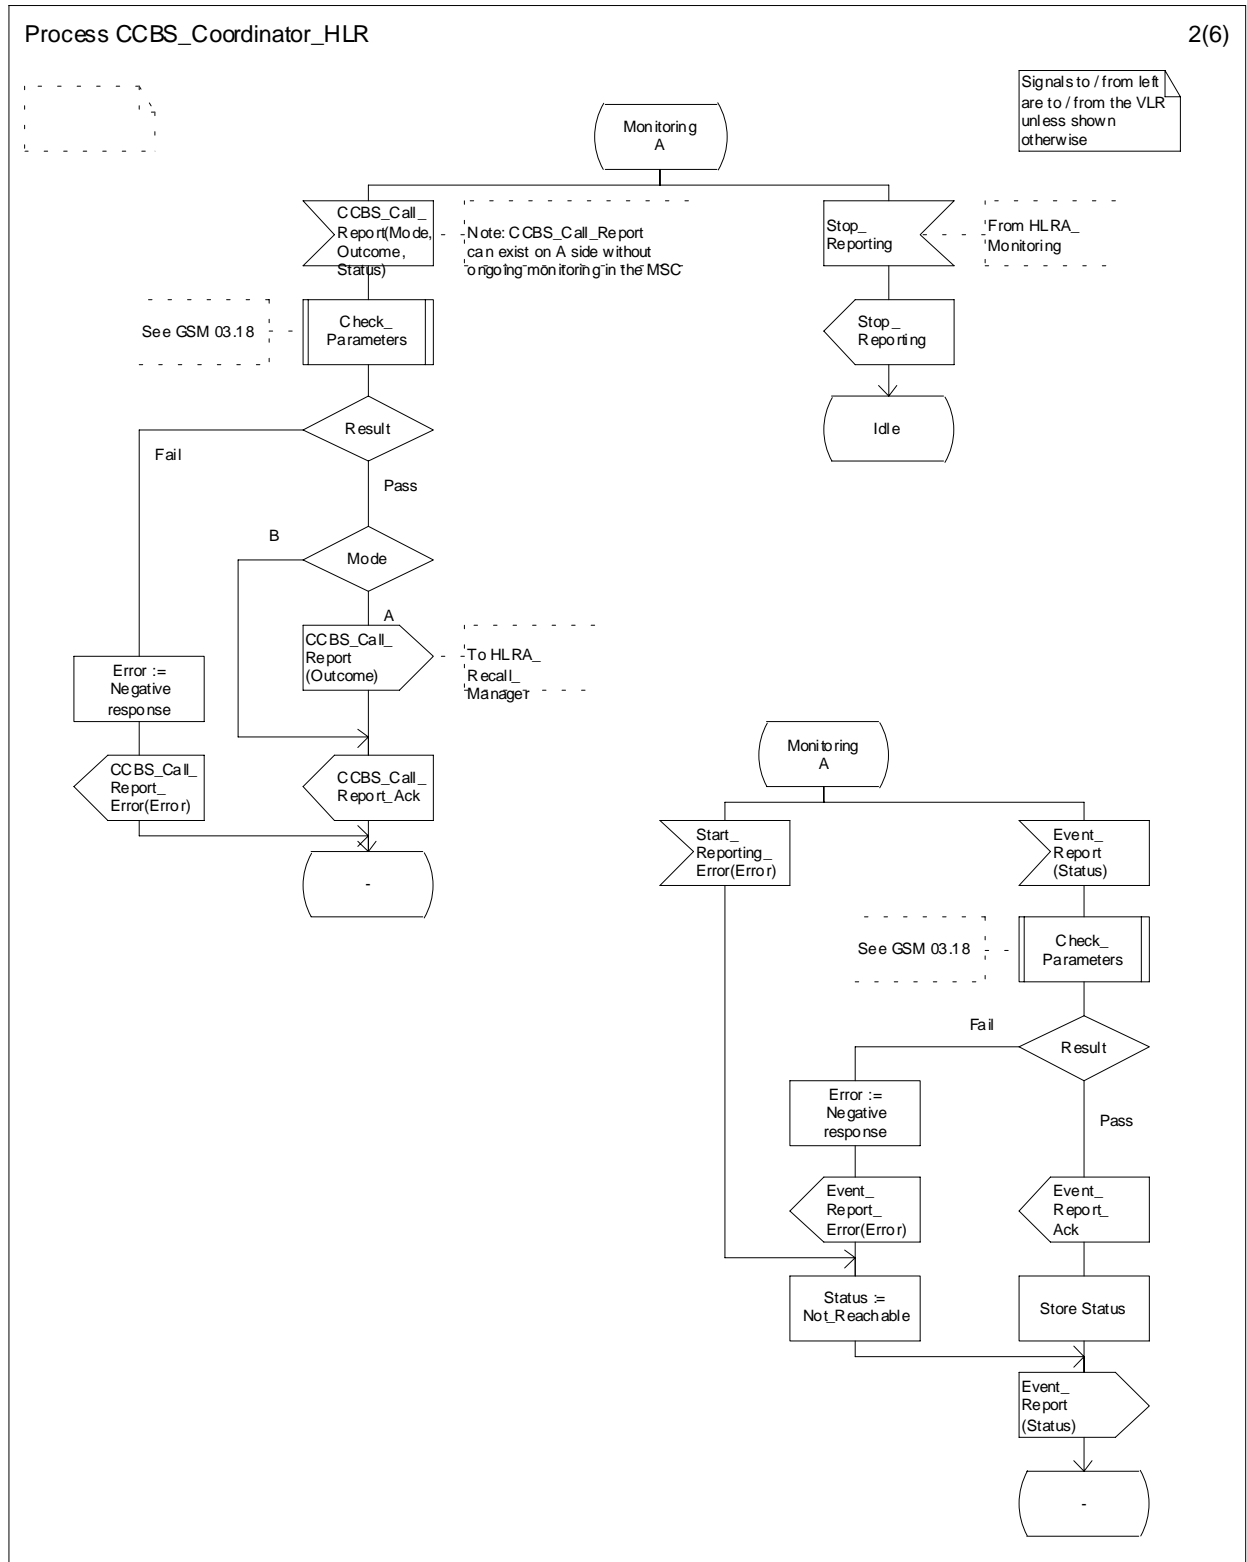 Process CCBS_Coordinator_HLR
2(6)
Signals to / from left
are to / from the VLR
unless shown
otherwise
Monitoring
A
CCBS_Call_
Report(Mode,
Outcome,
Status)
Note: CCBS_Call_Report
can exist on A side without
ongoing monitoring in the MSC
Stop_
Reporting
From HLRA_
Monitoring
See GSM 03.18
Check_
Parameters
Stop_
Reporting
Result
Idle
Fail
Pass
B
Mode
A
CCBS_Call_
Report
(Outcome)
To HLRA_
Recall_
Manager
Error :=
Negative
response
CCBS_Call_
Report_
Error(Error)
CCBS_Call_
Report_Ack
-
Monitoring
A
Start_
Reporting_
Error(Error)
Event_
Report
(Status)
See GSM 03.18
Check_
Parameters
Fail
Result
Error :=
Negative
response
Pass
Event_
Report_
Error(Error)
Event_
Report_
Ack
Status :=
Not_Reachable
Store Status
Event_
Report
(Status)
-